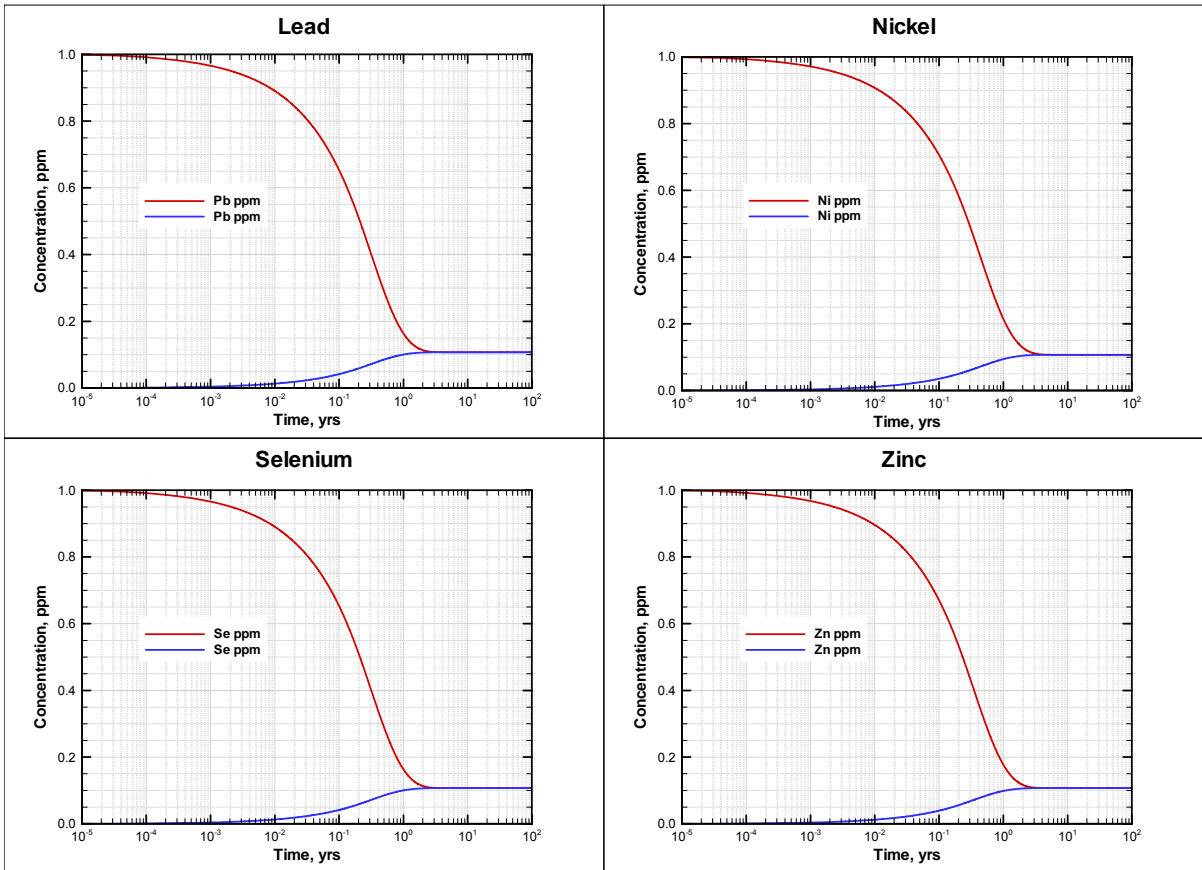 Lead
Concentration, ppm
1.0
0.8
0.6
0.4
0.2
0.0
Pb ppm
Pb ppm
10⁻⁵ 10⁻⁴ 10⁻³ 10⁻² 10⁻¹ 10⁰ 10¹ 10²
Time, yrs
Nickel
Concentration, ppm
1.0
0.8
0.6
0.4
0.2
0.0
Ni ppm
Ni ppm
10⁻⁵ 10⁻⁴ 10⁻³ 10⁻² 10⁻¹ 10⁰ 10¹ 10²
Time, yrs
Selenium
Concentration, ppm
1.0
0.8
0.6
0.4
0.2
0.0
Se ppm
Se ppm
10⁻⁵ 10⁻⁴ 10⁻³ 10⁻² 10⁻¹ 10⁰ 10¹ 10²
Time, yrs
Zinc
Concentration, ppm
1.0
0.8
0.6
0.4
0.2
0.0
Zn ppm
Zn ppm
10⁻⁵ 10⁻⁴ 10⁻³ 10⁻² 10⁻¹ 10⁰ 10¹ 10²
Time, yrs